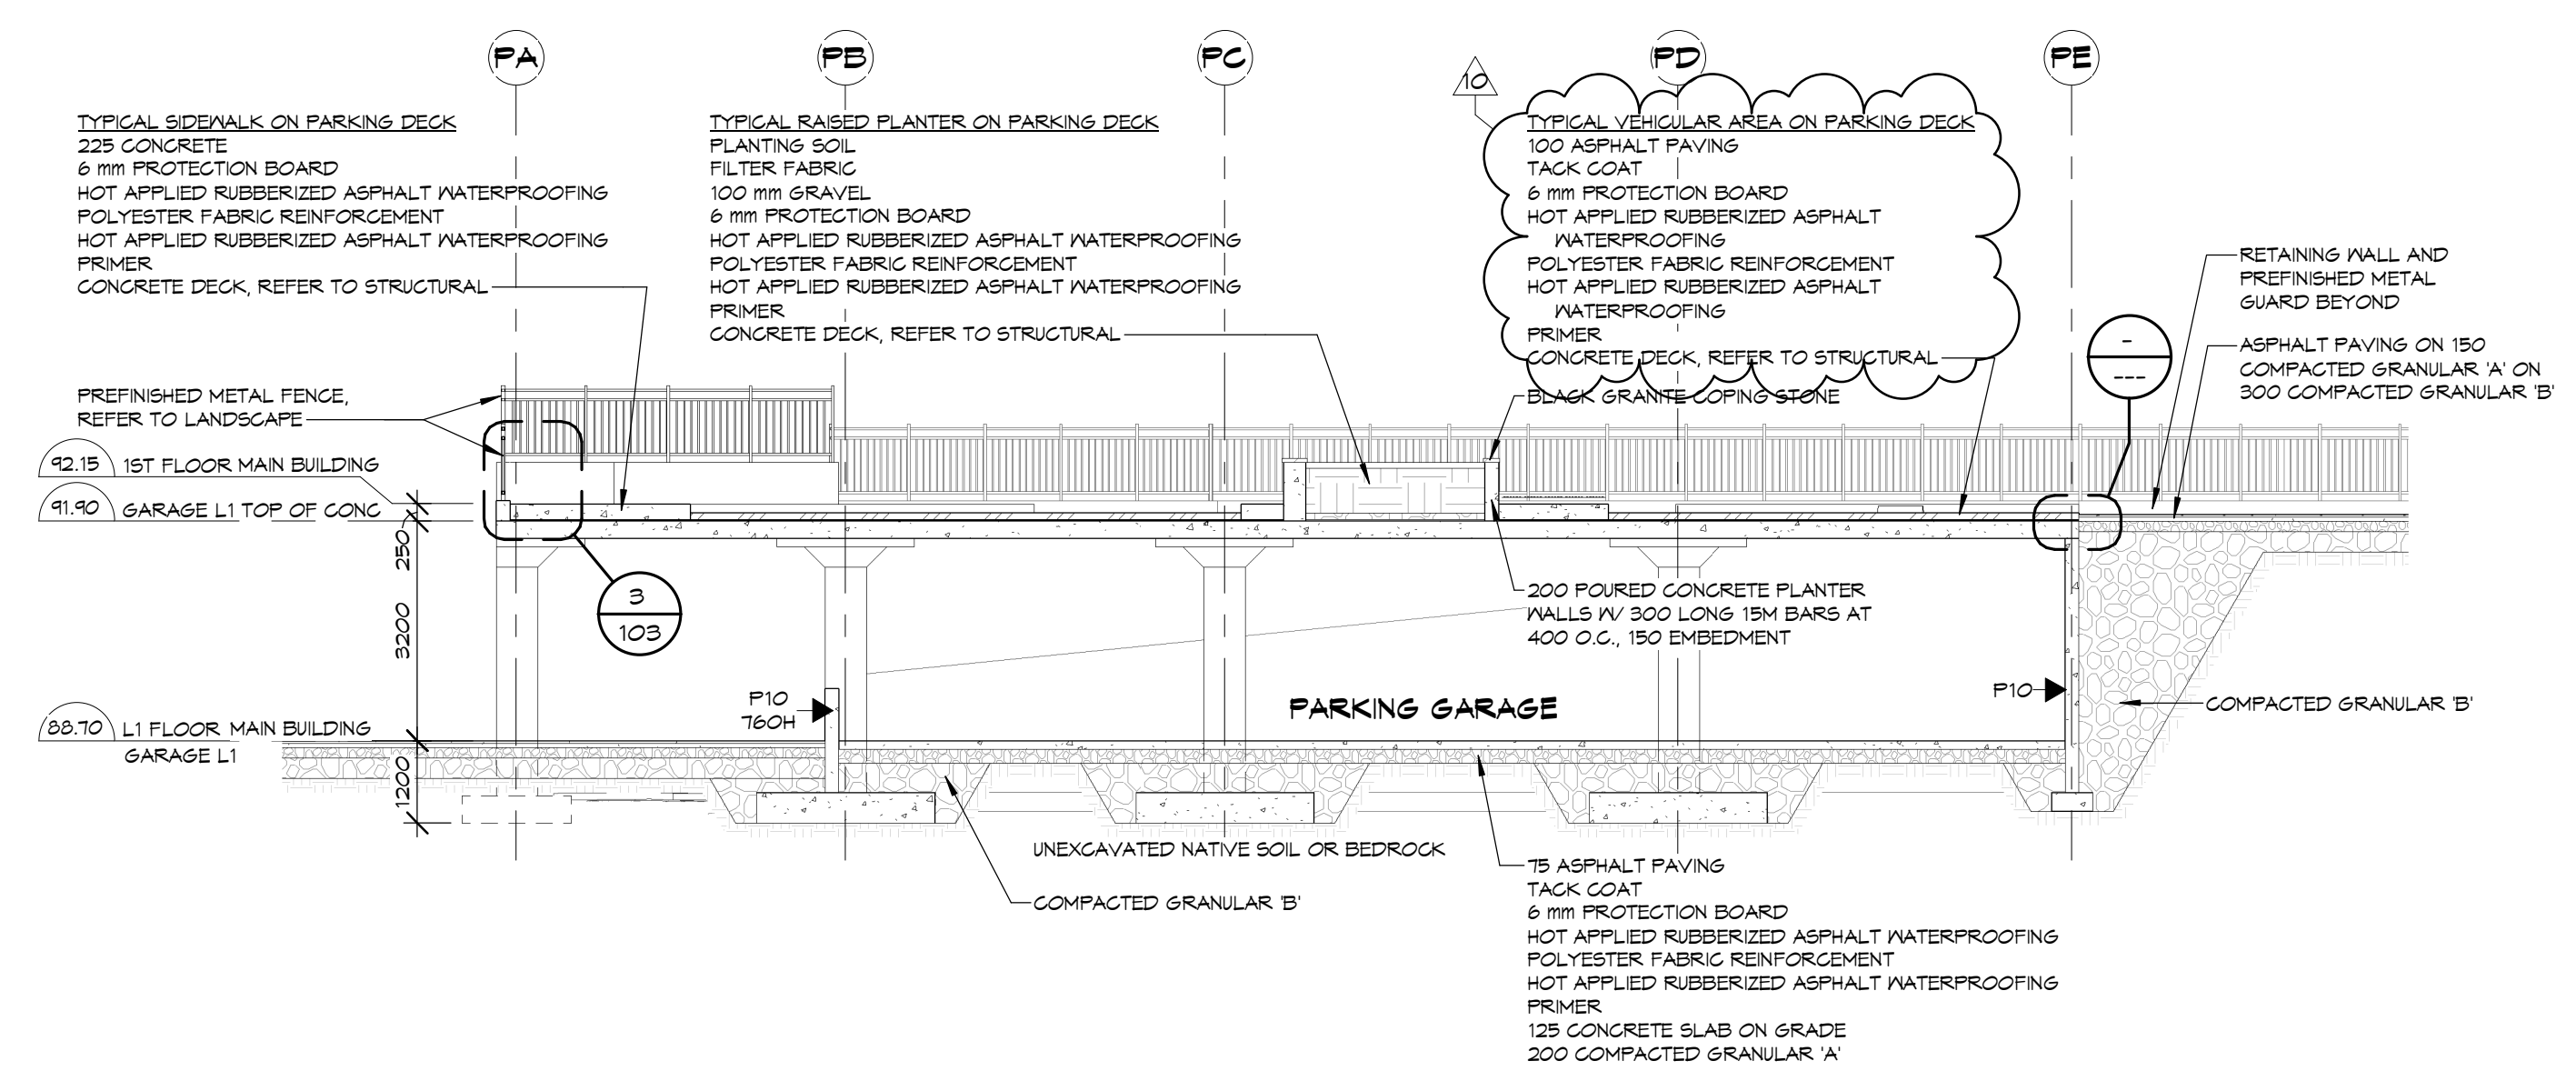 PA
PB
PC
PD
PE
10
TYPICAL SIDEWALK ON PARKING DECK
225 CONCRETE
6 mm PROTECTION BOARD
HOT APPLIED RUBBERIZED ASPHALT WATERPROOFING
POLYESTER FABRIC REINFORCEMENT
HOT APPLIED RUBBERIZED ASPHALT WATERPROOFING
PRIMER
CONCRETE DECK, REFER TO STRUCTURAL
TYPICAL RAISED PLANTER ON PARKING DECK
PLANTING SOIL
FILTER FABRIC
100 mm GRAVEL
6 mm PROTECTION BOARD
HOT APPLIED RUBBERIZED ASPHALT WATERPROOFING
POLYESTER FABRIC REINFORCEMENT
HOT APPLIED RUBBERIZED ASPHALT WATERPROOFING
PRIMER
CONCRETE DECK, REFER TO STRUCTURAL
TYPICAL VEHICULAR AREA ON PARKING DECK
100 ASPHALT PAVING
TACK COAT
6 mm PROTECTION BOARD
HOT APPLIED RUBBERIZED ASPHALT
WATERPROOFING
POLYESTER FABRIC REINFORCEMENT
HOT APPLIED RUBBERIZED ASPHALT
WATERPROOFING
PRIMER
CONCRETE DECK, REFER TO STRUCTURAL
BLACK GRANITE COPING STONE
RETAINING WALL AND
PREFINISHED METAL
GUARD BEYOND
ASPHALT PAVING ON 150
COMPACTED GRANULAR 'A' ON
300 COMPACTED GRANULAR 'B'
-
---
PREFINISHED METAL FENCE,
REFER TO LANDSCAPE
92.15 1ST FLOOR MAIN BUILDING
91.90 GARAGE L1 TOP OF CONC
250
3200
1200
3
103
200 POURED CONCRETE PLANTER
WALLS W/ 300 LONG 15M BARS AT
400 O.C., 150 EMBEDMENT
P10
760H
PARKING GARAGE
P10
COMPACTED GRANULAR 'B'
88.70 L1 FLOOR MAIN BUILDING
GARAGE L1
UNEXCAVATED NATIVE SOIL OR BEDROCK
COMPACTED GRANULAR 'B'
75 ASPHALT PAVING
TACK COAT
6 mm PROTECTION BOARD
HOT APPLIED RUBBERIZED ASPHALT WATERPROOFING
POLYESTER FABRIC REINFORCEMENT
HOT APPLIED RUBBERIZED ASPHALT WATERPROOFING
PRIMER
125 CONCRETE SLAB ON GRADE
200 COMPACTED GRANULAR 'A'